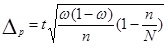 Δ_p = t√(ω(1−ω)/n (1−n/N))